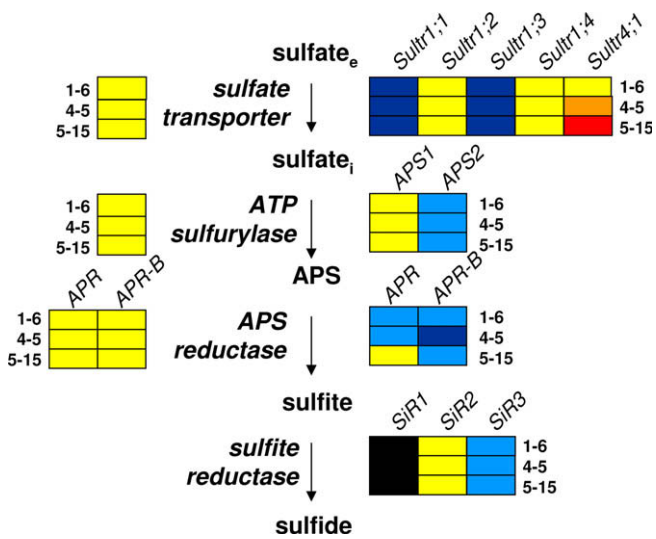 Sultr1;1 Sultr1;2 Sultr1;3 Sultr1;4 Sultr4;1
sulfatee
1-6 sulfate 1-6
4-5 transporter 4-5
5-15 5-15
sulfatei
APS1 APS2
1-6 ATP 1-6
4-5 sulfurylase 4-5
5-15 5-15
APS
APR APR-B APR APR-B
1-6 APS 1-6
4-5 reductase 4-5
5-15 5-15
sulfite
SiR1 SiR2 SiR3
sulfite 1-6
reductase 4-5
5-15
sulfide